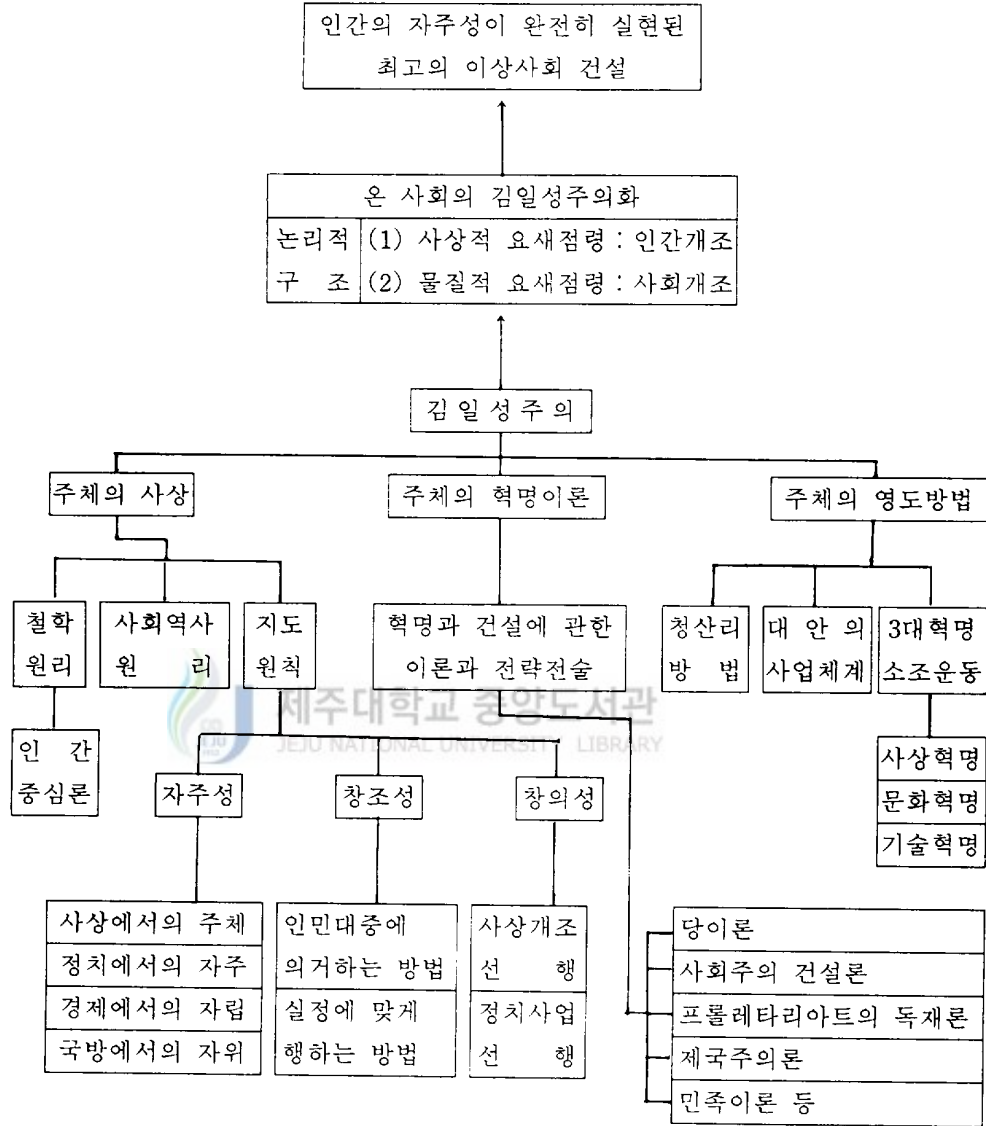 인간의 자주성이 완전히 실현된
최고의 이상사회 건설
온 사회의 김일성주의화
논리적 구조
(1) 사상적 요새점령 : 인간개조
(2) 물질적 요새점령 : 사회개조
김일성주의
주체의 사상
주체의 혁명이론
주체의 영도방법
철학
원리
사회역사
원 리
지도
원칙
혁명과 건설에 관한
이론과 전략전술
청산리
방 법
대 안 의
사업체계
3대혁명
소조운동
제주대학교 중앙도서관
JEJU NATIONAL UNIVERSITY LIBRARY
인 간
중심론
자주성
창조성
창의성
사상혁명
문화혁명
기술혁명
사상에서의 주체
정치에서의 자주
경제에서의 자립
국방에서의 자위
인민대중에
의거하는 방법
실정에 맞게
행하는 방법
사상개조
선 행
정치사업
선 행
당이론
사회주의 건설론
프롤레타리아트의 독재론
제국주의론
민족이론 등